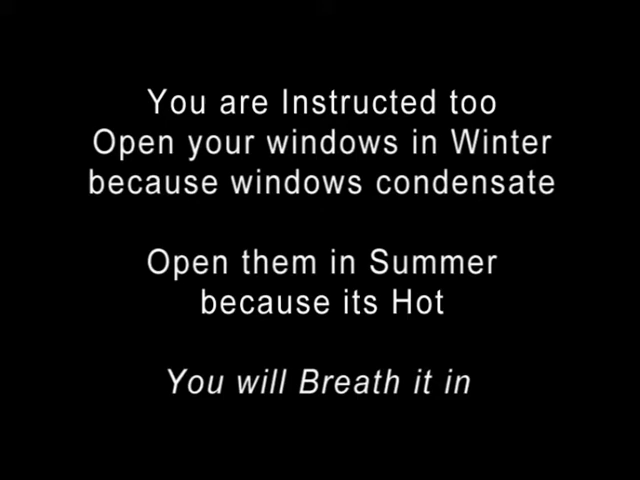 You are Instructed too
Open your windows in Winter
because windows condensate
Open them in Summer
because its Hot
You will Breath it in